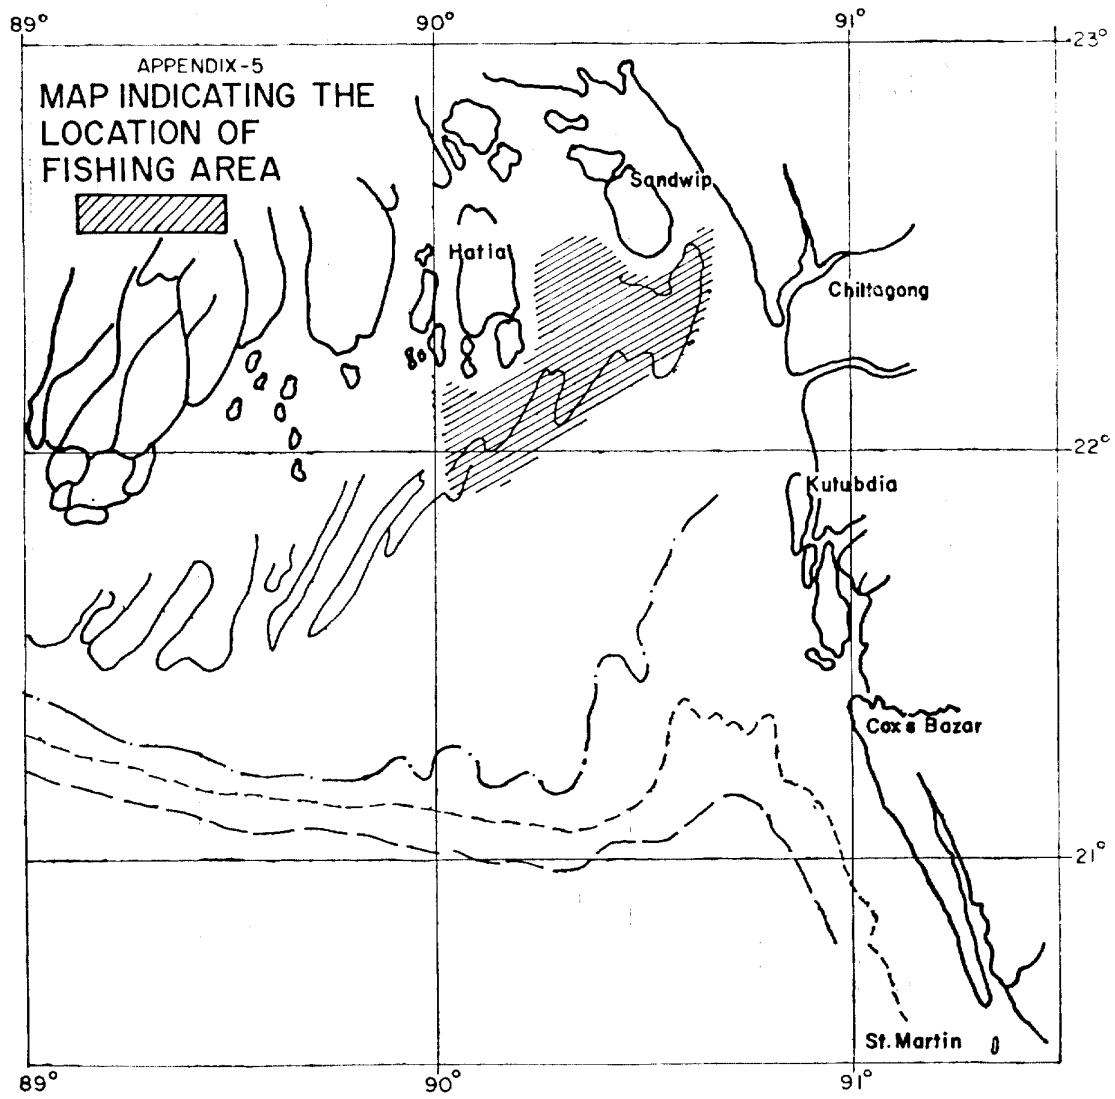 89°
90°
91°
23°
APPENDIX-5
MAP INDICATING THE
LOCATION OF
FISHING AREA
Sandwip
Hatia
Chittagong
22°
Kutubdia
Cox's Bazar
21°
St. Martin
89°
90°
91°